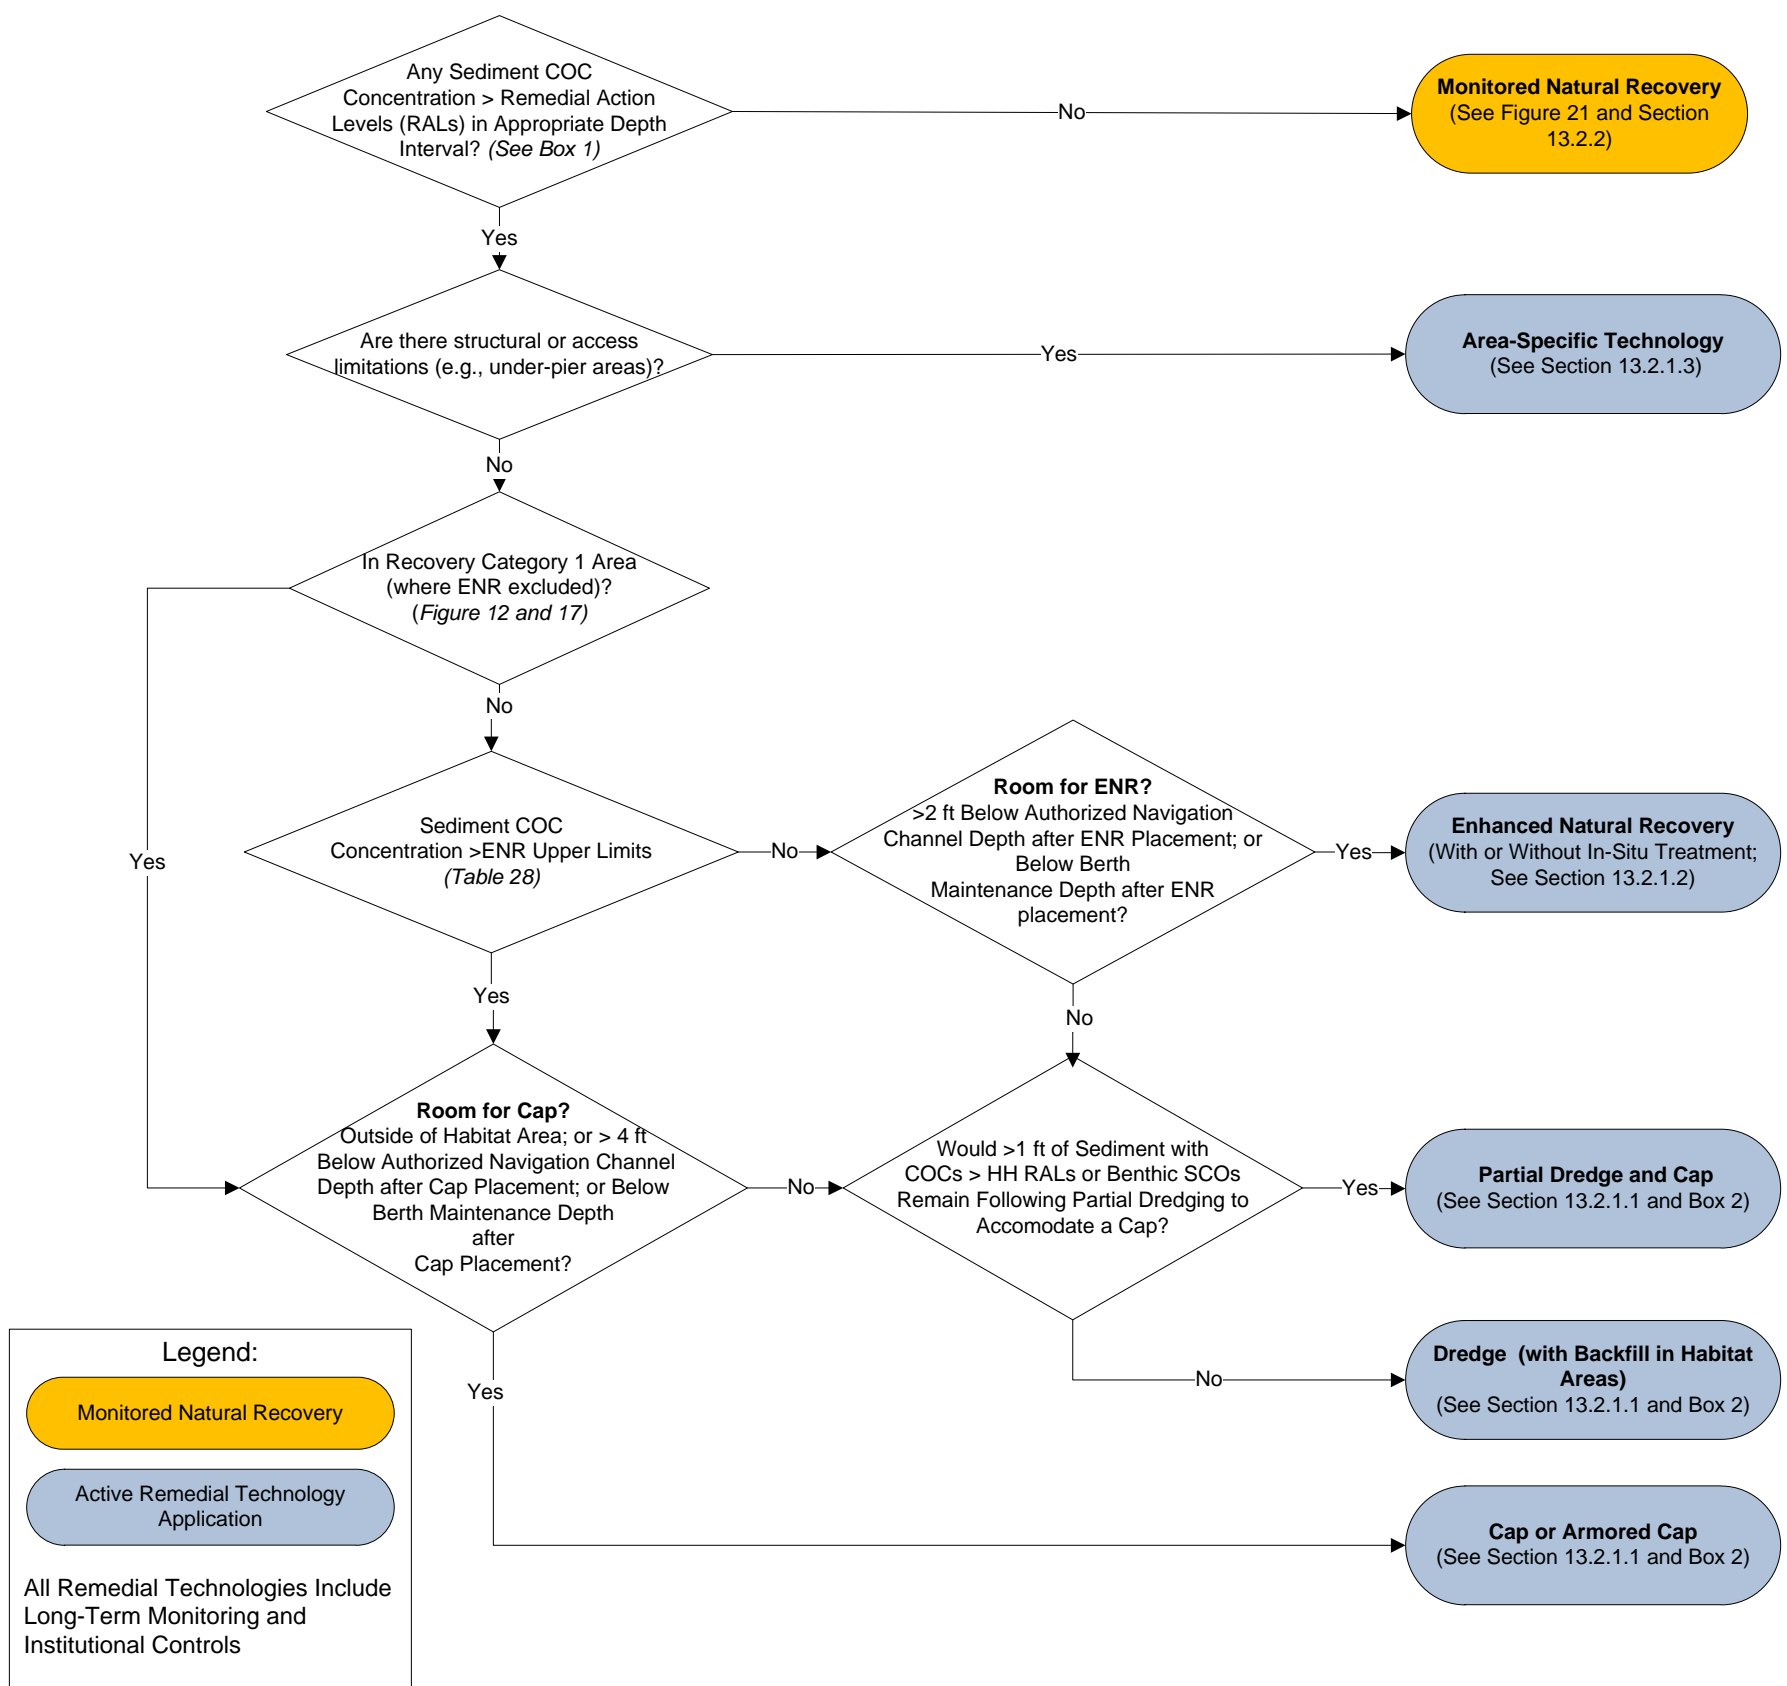 Any Sediment COC
Concentration > Remedial Action
Levels (RALs) in Appropriate Depth
Interval? (See Box 1)
No
Monitored Natural Recovery
(See Figure 21 and Section
13.2.2)
Yes
Are there structural or access
limitations (e.g., under-pier areas)?
Yes
Area-Specific Technology
(See Section 13.2.1.3)
No
In Recovery Category 1 Area
(where ENR excluded)?
(Figure 12 and 17)
Yes
No
Sediment COC
Concentration >ENR Upper Limits
(Table 28)
No
Room for ENR?
>2 ft Below Authorized Navigation
Channel Depth after ENR Placement; or
Below Berth
Maintenance Depth after ENR
placement?
Yes
Enhanced Natural Recovery
(With or Without In-Situ Treatment;
See Section 13.2.1.2)
Yes
No
Room for Cap?
Outside of Habitat Area; or > 4 ft
Below Authorized Navigation Channel
Depth after Cap Placement; or Below
Berth Maintenance Depth
after
Cap Placement?
No
Would >1 ft of Sediment with
COCs > HH RALs or Benthic SCOs
Remain Following Partial Dredging to
Accomodate a Cap?
Yes
Partial Dredge and Cap
(See Section 13.2.1.1 and Box 2)
No
Dredge (with Backfill in Habitat
Areas)
(See Section 13.2.1.1 and Box 2)
Yes
Cap or Armored Cap
(See Section 13.2.1.1 and Box 2)
Legend:
Monitored Natural Recovery
Active Remedial Technology
Application
All Remedial Technologies Include
Long-Term Monitoring and
Institutional Controls